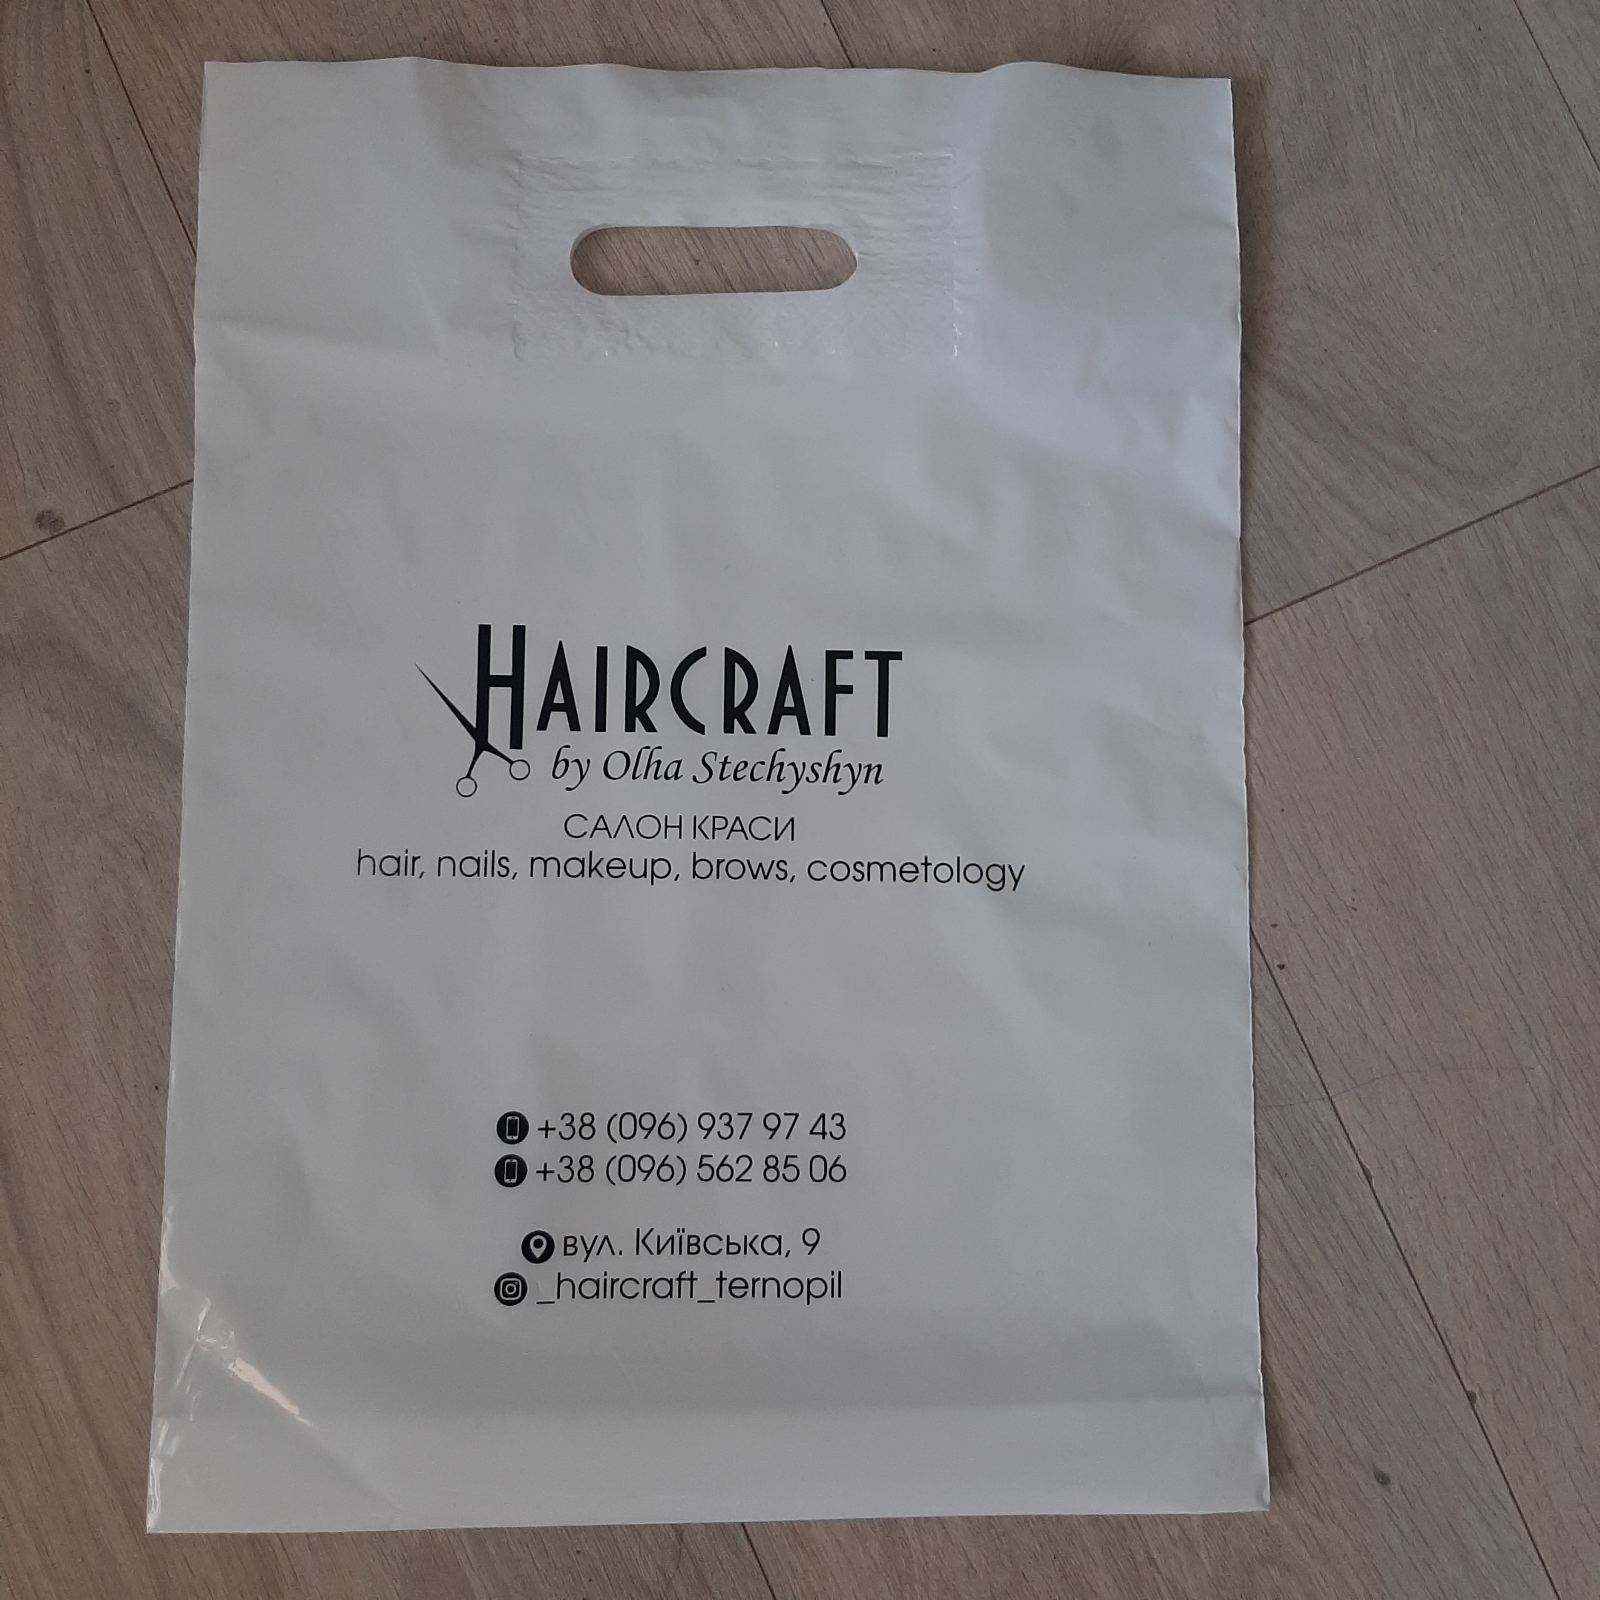 HAIRCRAFT
by Olha Stechyshyn
САЛОН КРАСИ
hair, nails, makeup, brows, cosmetology
+38 (096) 937 97 43
+38 (096) 562 85 06
вул. Київська, 9
_haircraft_ternopil